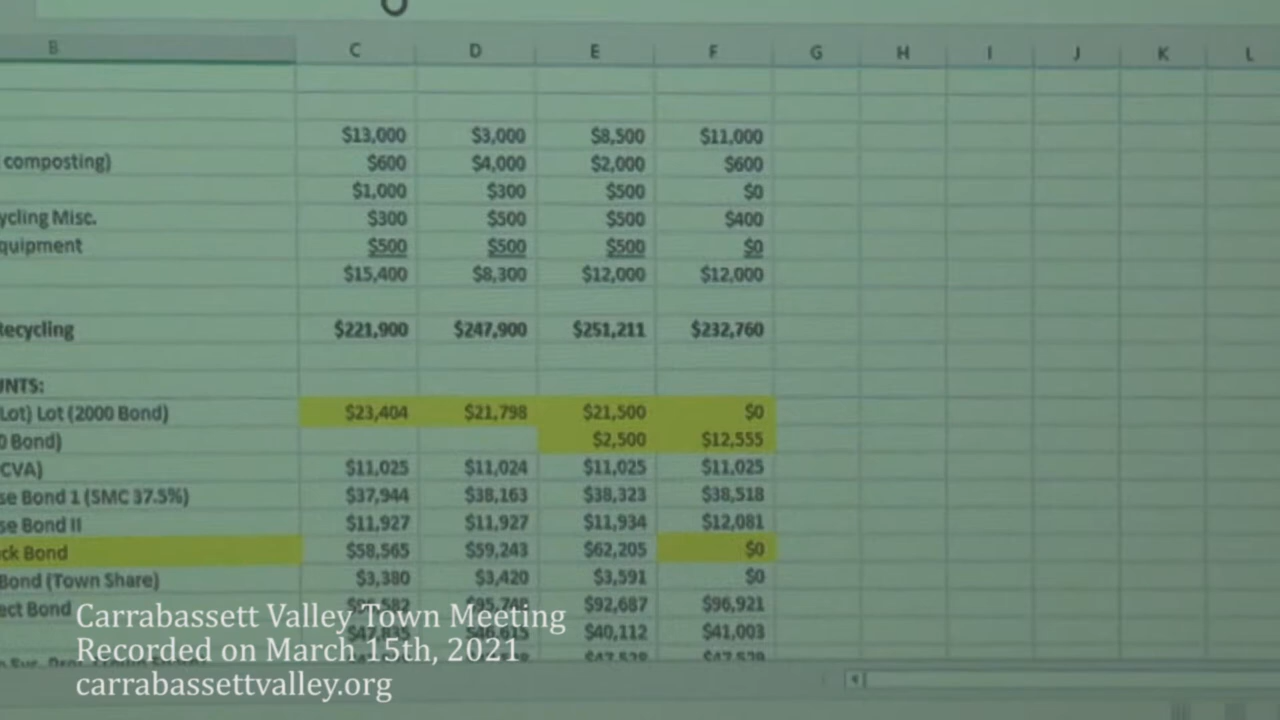 B C D E F G H I J K L
$13,000 $3,000 $8,500 $11,000
composting) $600 $4,000 $2,000 $600
$1,000 $300 $500 $0
ycling Misc. $300 $500 $500 $400
quipment $500 $500 $500 $0
$15,400 $8,300 $12,000 $12,000
Recycling $221,900 $247,900 $251,211 $232,760
UNTS:
Lot) Lot (2000 Bond) $23,404 $21,798 $21,500 $0
0 Bond) $2,500 $12,555
CVA) $11,025 $11,024 $11,025 $11,025
se Bond 1 (SMC 37.5%) $37,944 $38,163 $38,323 $38,518
se Bond II $11,927 $11,927 $11,934 $12,081
ck Bond $58,565 $59,243 $62,205 $0
Bond (Town Share) $3,380 $3,420 $3,591 $0
ect Bond $92,687 $96,921
$40,112 $41,003
Carrabassett Valley Town Meeting
Recorded on March 15th, 2021
carrabassettvalley.org